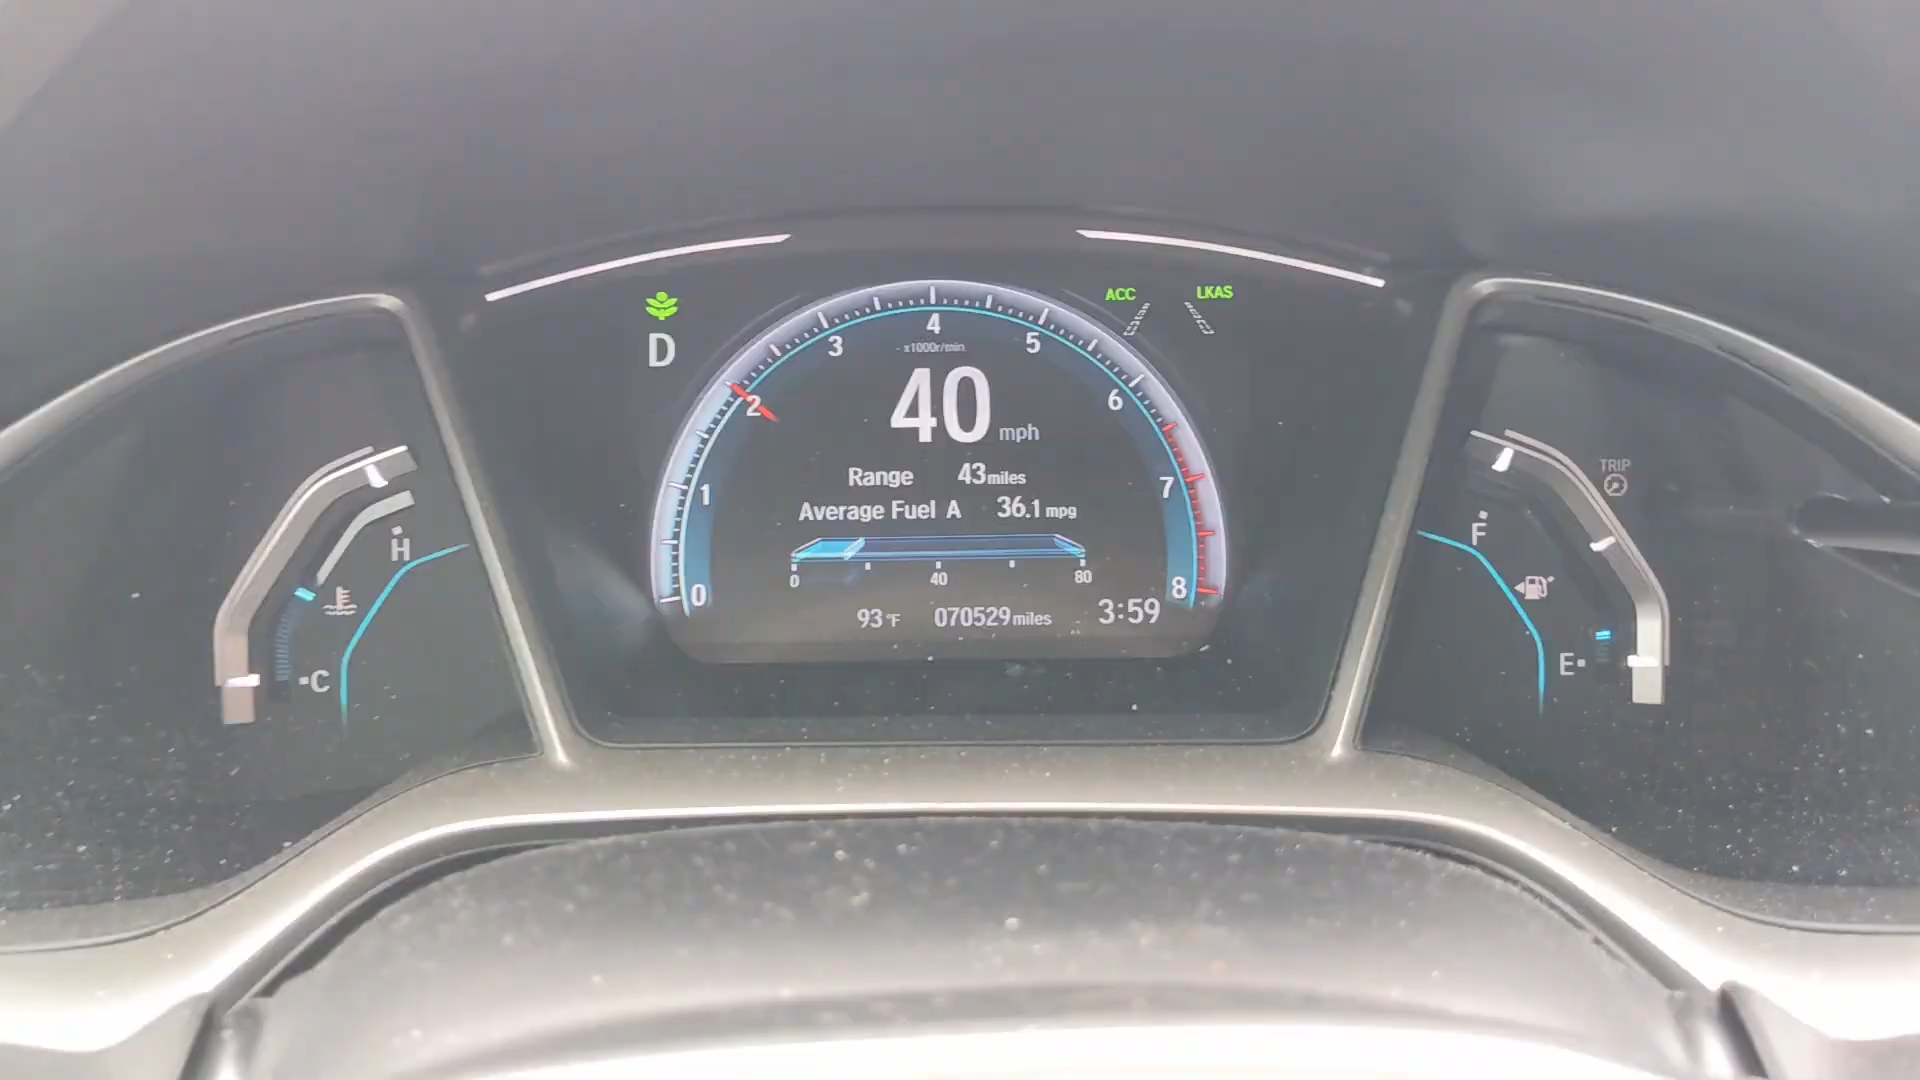 ACC LKAS
D
0 1 2 3 4 5 6 7 8
x1000r/min
40 mph
Range 43 miles
Average Fuel A 36.1 mpg
0 40 80
93 °F 070529 miles 3:59
H
C
TRIP
F
E